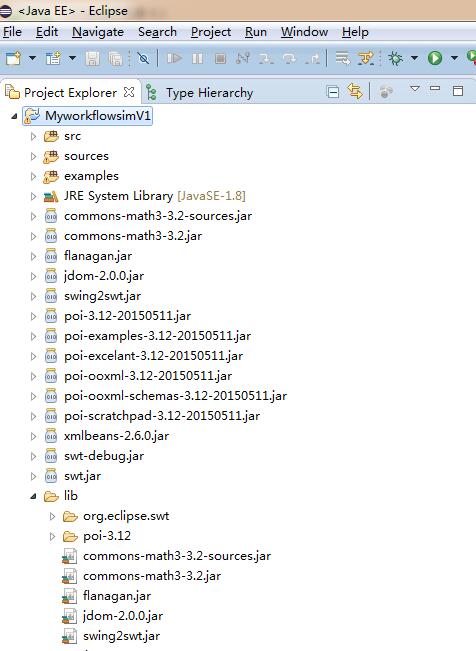 <Java EE> - Eclipse
File Edit Navigate Search Project Run Window Help
Project Explorer Type Hierarchy
MyworkflowsimV1
src
sources
examples
JRE System Library [JavaSE-1.8]
commons-math3-3.2-sources.jar
commons-math3-3.2.jar
flanagan.jar
jdom-2.0.0.jar
swing2swt.jar
poi-3.12-20150511.jar
poi-examples-3.12-20150511.jar
poi-excelant-3.12-20150511.jar
poi-ooxml-3.12-20150511.jar
poi-ooxml-schemas-3.12-20150511.jar
poi-scratchpad-3.12-20150511.jar
xmlbeans-2.6.0.jar
swt-debug.jar
swt.jar
lib
org.eclipse.swt
poi-3.12
commons-math3-3.2-sources.jar
commons-math3-3.2.jar
flanagan.jar
jdom-2.0.0.jar
swing2swt.jar